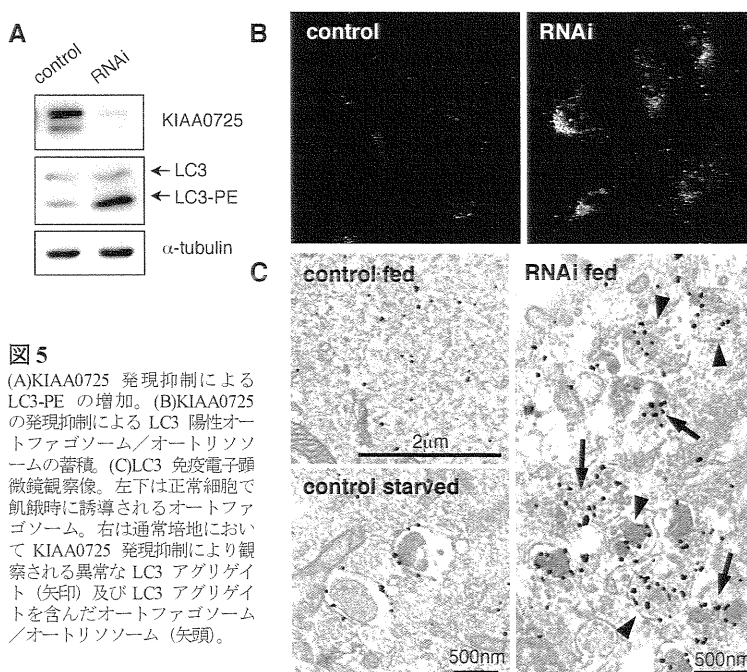 A
control
RNAi
KIAA0725
← LC3
← LC3-PE
α-tubulin
B
control
RNAi
C
control fed
2μm
control starved
500nm
RNAi fed
500nm
図5
(A)KIAA0725 発現抑制による
LC3-PE の増加。(B)KIAA0725
の発現抑制による LC3 陽性オー
トファゴソーム／オートリソソ
ームの蓄積。(C)LC3 免疫電子顕
微鏡観察像。左下は正常細胞で
飢餓時に誘導されるオートファ
ゴソーム。右は通常培地におい
て KIAA0725 発現抑制により観
察される異常な LC3 アグリゲイ
ト（矢印）及び LC3 アグリゲイ
トを含んだオートファゴソーム
／オートリソソーム（矢頭）。